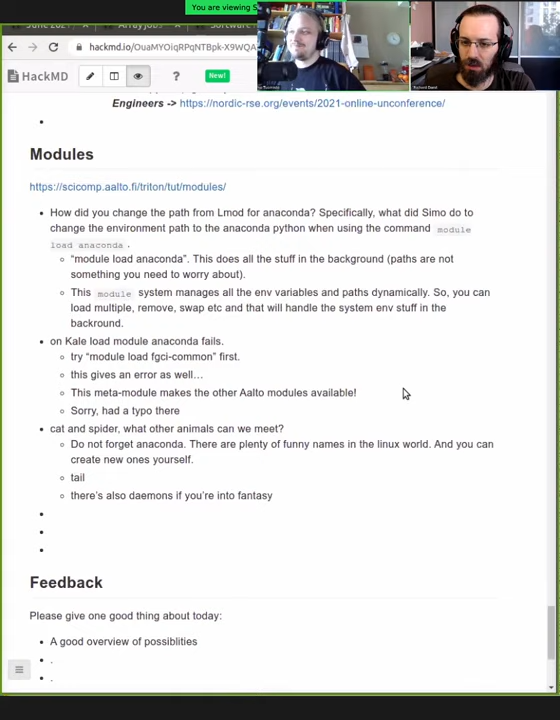 You are viewing S
June 2021
Arrayjob
Software
hackmd.io/OuaMYOiqRPqNTBpk-X9WQA
HackMD
?
New!
Richard Darst
Engineers -> https://nordic-rse.org/events/2021-online-unconference/
Modules
https://scicomp.aalto.fi/triton/tut/modules/
How did you change the path from Lmod for anaconda? Specifically, what did Simo do to
change the environment path to the anaconda python when using the command module
load anaconda .
“module load anaconda”. This does all the stuff in the background (paths are not
something you need to worry about).
This module system manages all the env variables and paths dynamically. So, you can
load multiple, remove, swap etc and that will handle the system env stuff in the
backround.
on Kale load module anaconda fails.
try “module load fgci-common” first.
this gives an error as well…
This meta-module makes the other Aalto modules available!
Sorry, had a typo there
cat and spider, what other animals can we meet?
Do not forget anaconda. There are plenty of funny names in the linux world. And you can
create new ones yourself.
tail
there’s also daemons if you’re into fantasy
Feedback
Please give one good thing about today:
A good overview of possiblities
.
.